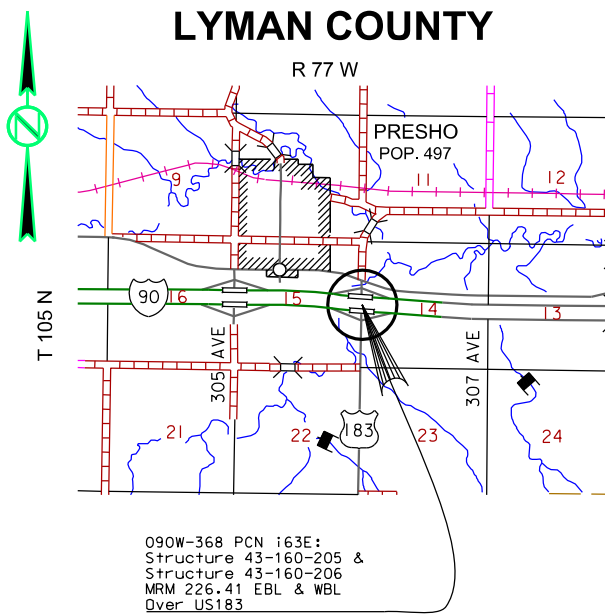 LYMAN COUNTY
R 77 W
N
PRESHO
POP. 497
9
11
12
T 105 N
90
16
15
14
13
305 AVE
307 AVE
183
21
22
23
24
090W-368 PCN i63E:
Structure 43-160-205 &
Structure 43-160-206
MRM 226.41 EBL & WBL
Over US183